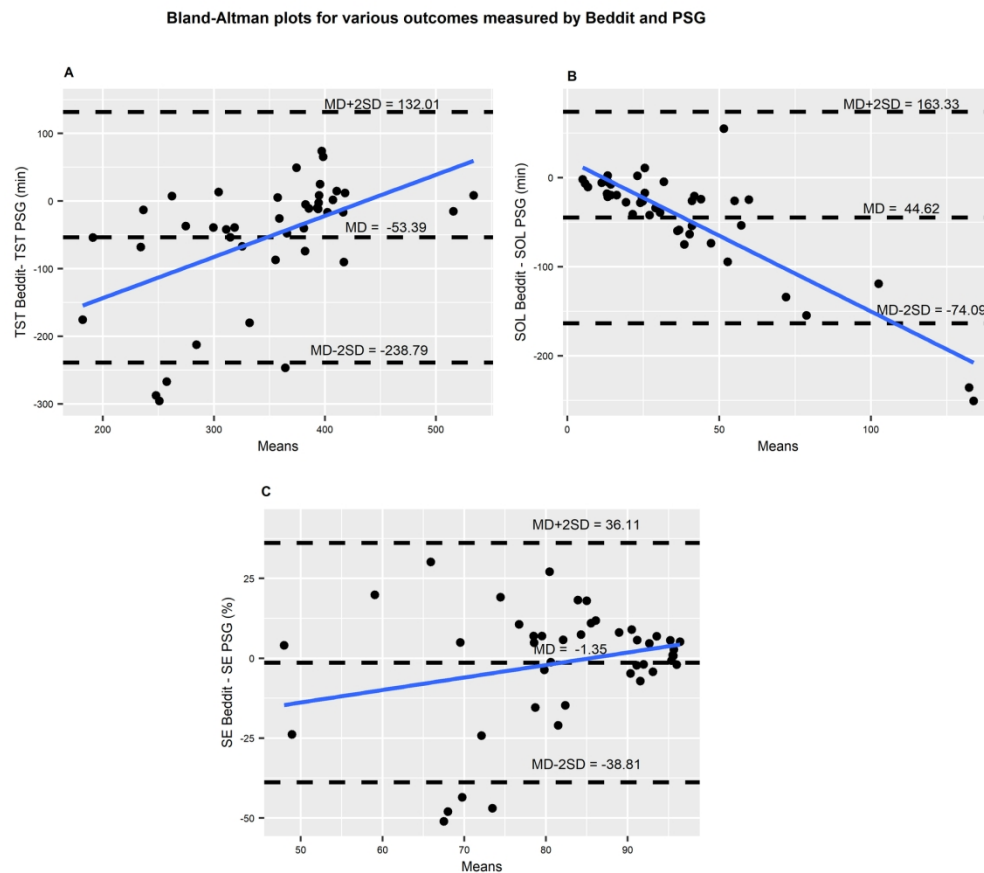 Bland-Altman plots for various outcomes measured by Beddit and PSG
A
MD+2SD = 132.01
MD = -53.39
MD-2SD = -238.79
100
0
-100
-200
-300
200
300
400
500
TST Beddit- TST PSG (min)
Means
B
MD+2SD = 163.33
MD = 44.62
MD-2SD = -74.09
0
-100
-200
0
50
100
SOL Beddit - SOL PSG (min)
Means
C
MD+2SD = 36.11
MD = -1.35
MD-2SD = -38.81
25
0
-25
-50
50
60
70
80
90
SE Beddit - SE PSG (%)
Means